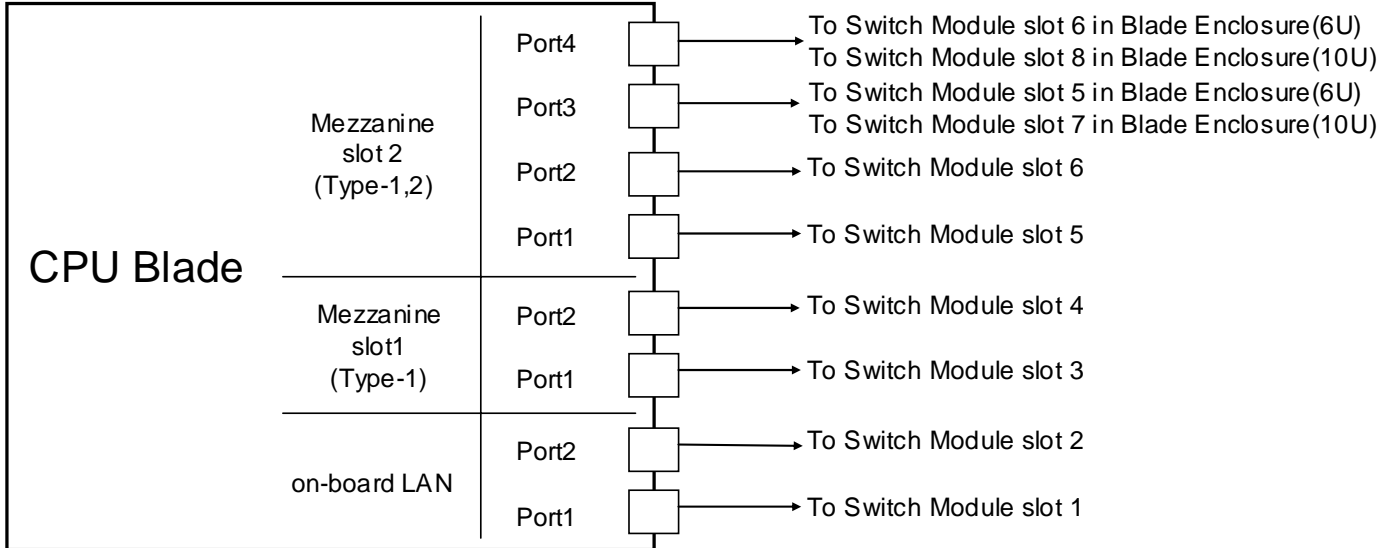 Port4
To Switch Module slot 6 in Blade Enclosure(6U)
To Switch Module slot 8 in Blade Enclosure(10U)
Port3
To Switch Module slot 5 in Blade Enclosure(6U)
To Switch Module slot 7 in Blade Enclosure(10U)
Mezzanine
slot 2
(Type-1,2)
Port2
To Switch Module slot 6
Port1
To Switch Module slot 5
CPU Blade
Mezzanine
slot1
(Type-1)
Port2
To Switch Module slot 4
Port1
To Switch Module slot 3
on-board LAN
Port2
To Switch Module slot 2
Port1
To Switch Module slot 1